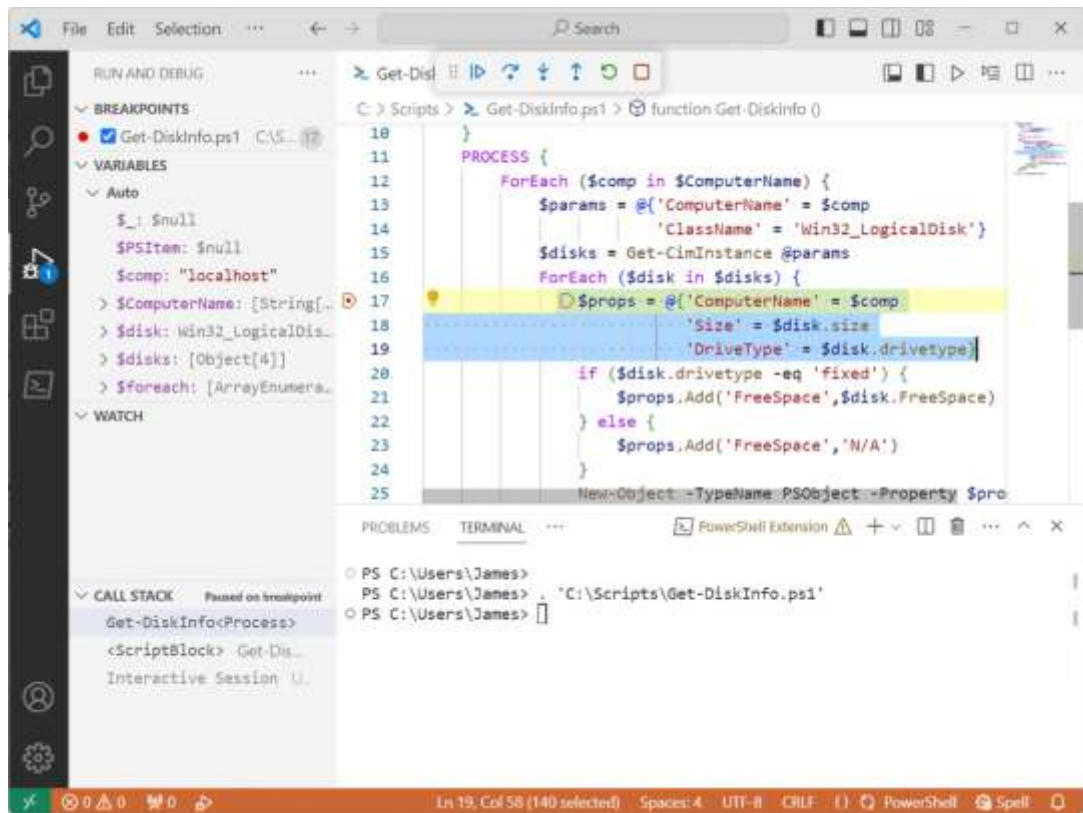 File Edit Selection ··· Search
RUN AND DEBUG ···
BREAKPOINTS
Get-DiskInfo.ps1 C:\S... 17
VARIABLES
Auto
$_: $null
$PSItem: $null
$comp: "localhost"
$ComputerName: [String[...
$disk: Win32_LogicalDis...
$disks: [Object[4]]
$foreach: [ArrayEnumera...
WATCH
CALL STACK Paused on breakpoint
Get-DiskInfo<Process>
<ScriptBlock> Get-Dis...
Interactive Session
Get-Disk
C: > Scripts > Get-DiskInfo.ps1 > function Get-DiskInfo ()
10 }
11 PROCESS {
12 ForEach ($comp in $ComputerName) {
13 $params = @{'ComputerName' = $comp
14 'ClassName' = 'Win32_LogicalDisk'}
15 $disks = Get-CimInstance @params
16 ForEach ($disk in $disks) {
17 $props = @{'ComputerName' = $comp
18 'Size' = $disk.size
19 'DriveType' = $disk.drivetype}
20 if ($disk.drivetype -eq 'fixed') {
21 $props.Add('FreeSpace',$disk.FreeSpace)
22 } else {
23 $props.Add('FreeSpace','N/A')
24 }
25 New-Object -TypeName PSObject -Property $pro
PROBLEMS TERMINAL ··· PowerShell Extension
PS C:\Users\James>
PS C:\Users\James> . 'C:\Scripts\Get-DiskInfo.ps1'
PS C:\Users\James>
0 0 0 Ln 19, Col 58 (140 selected) Spaces: 4 UTF-8 CRLF {} PowerShell Spell